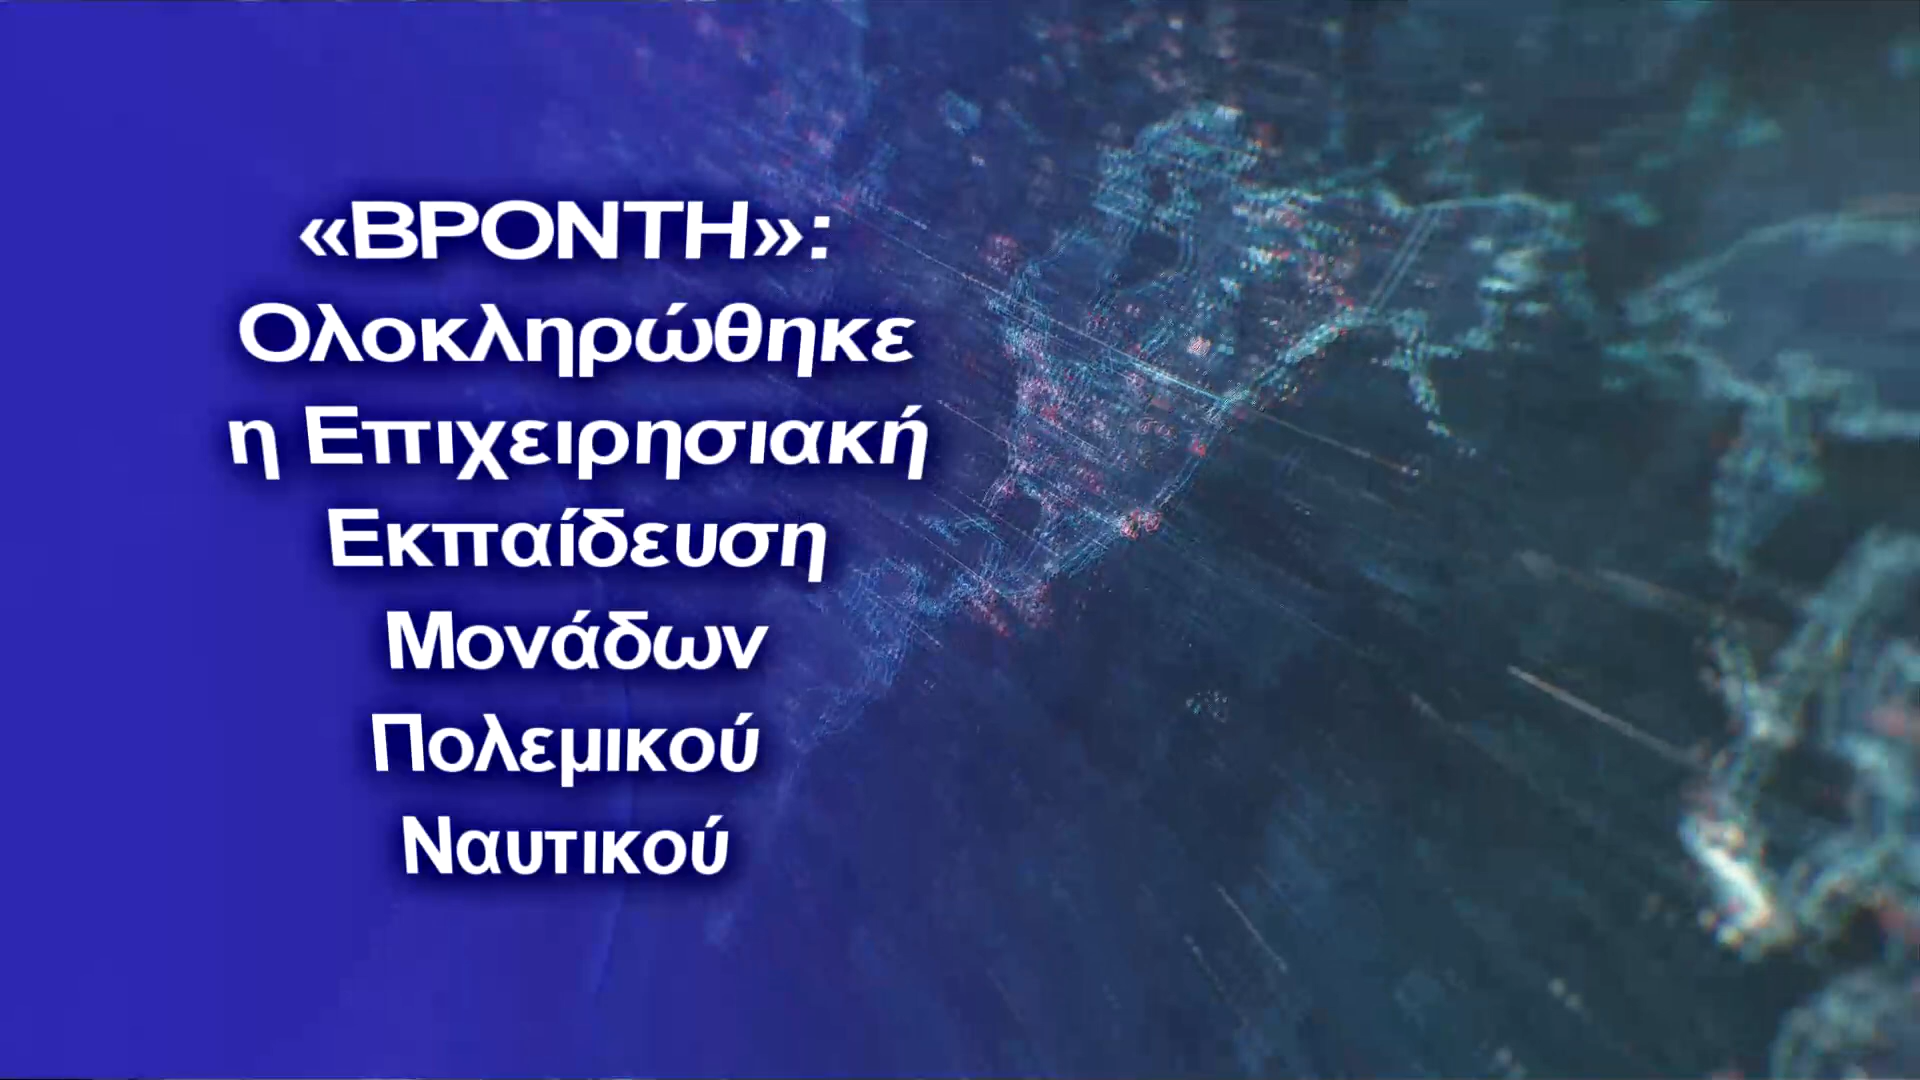 «ΒΡΟΝΤΗ»:
Ολοκληρώθηκε
η Επιχειρησιακή
Εκπαίδευση
Μονάδων
Πολεμικού
Ναυτικού